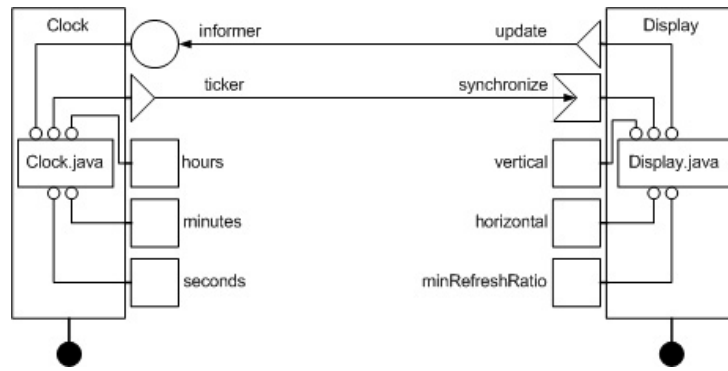 Clock
Display
informer
update
ticker
synchronize
Clock.java
hours
vertical
Display.java
minutes
horizontal
seconds
minRefreshRatio